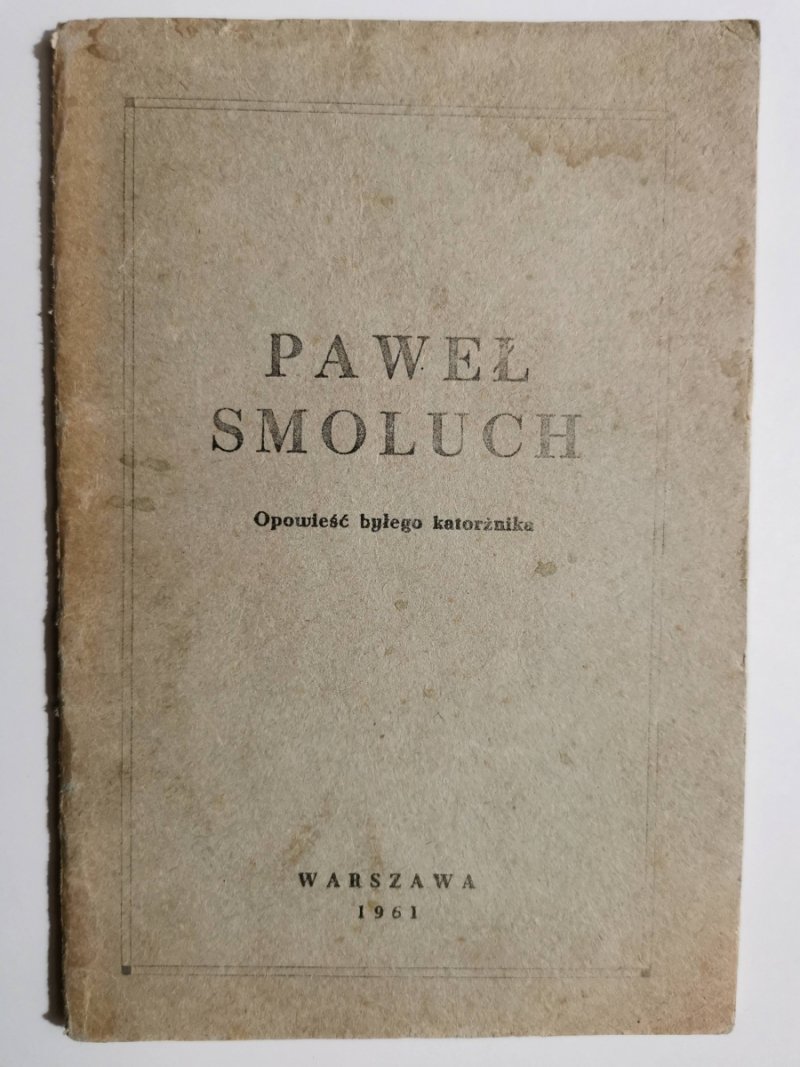 PAWEŁ
SMOLUCH
Opowieść byłego katorżnika
WARSZAWA
1961